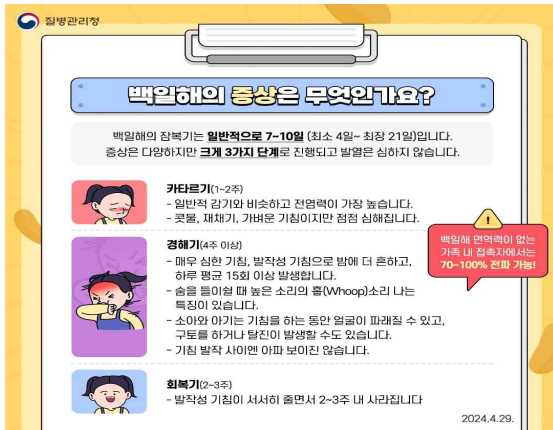 질병관리청
백일해의 증상은 무엇인가요?
백일해의 잠복기는 일반적으로 7~10일 (최소 4일~ 최장 21일)입니다.
증상은 다양하지만 크게 3가지 단계로 진행되고 발열은 심하지 않습니다.
카타르기(1~2주)
- 일반적 감기와 비슷하고 전염력이 가장 높습니다.
- 콧물, 재채기, 가벼운 기침이지만 점점 심해집니다.
백일해 면역력이 없는
가족 내 접촉자에서는
70~100% 전파 가능!
경해기(4주 이상)
- 매우 심한 기침, 발작성 기침으로 밤에 더 흔하고,
하루 평균 15회 이상 발생합니다.
- 숨을 들이쉴 때 높은 소리의 훕(Whoop)소리 나는
특징이 있습니다.
- 소아와 아기는 기침을 하는 동안 얼굴이 파래질 수 있고,
구토를 하거나 탈진이 발생할 수도 있습니다.
- 기침 발작 사이엔 아파 보이진 않습니다.
회복기(2~3주)
- 발작성 기침이 서서히 줄면서 2~3주 내 사라집니다
2024.4.29.